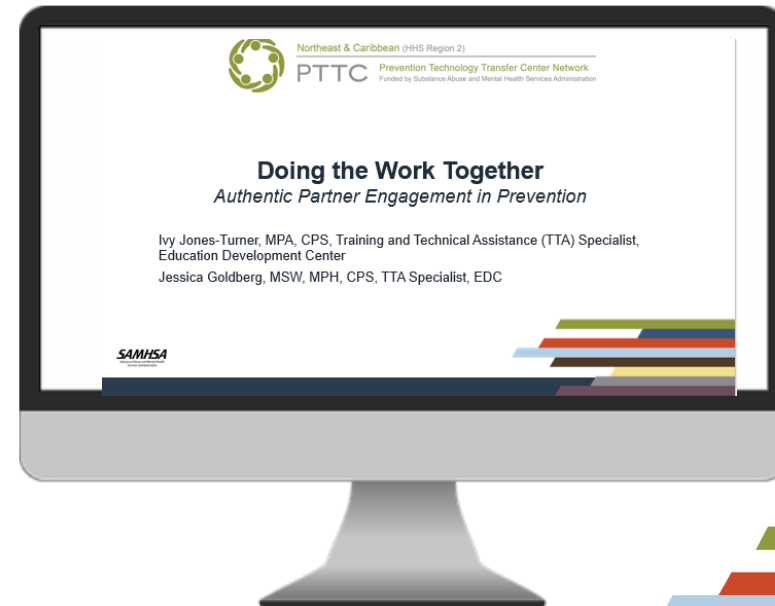 Northeast & Caribbean (HHS Region 2)
PTTC Prevention Technology Transfer Center Network
Funded by Substance Abuse and Mental Health Services Administration
Doing the Work Together
Authentic Partner Engagement in Prevention
Ivy Jones-Turner, MPA, CPS, Training and Technical Assistance (TTA) Specialist,
Education Development Center
Jessica Goldberg, MSW, MPH, CPS, TTA Specialist, EDC
SAMHSA